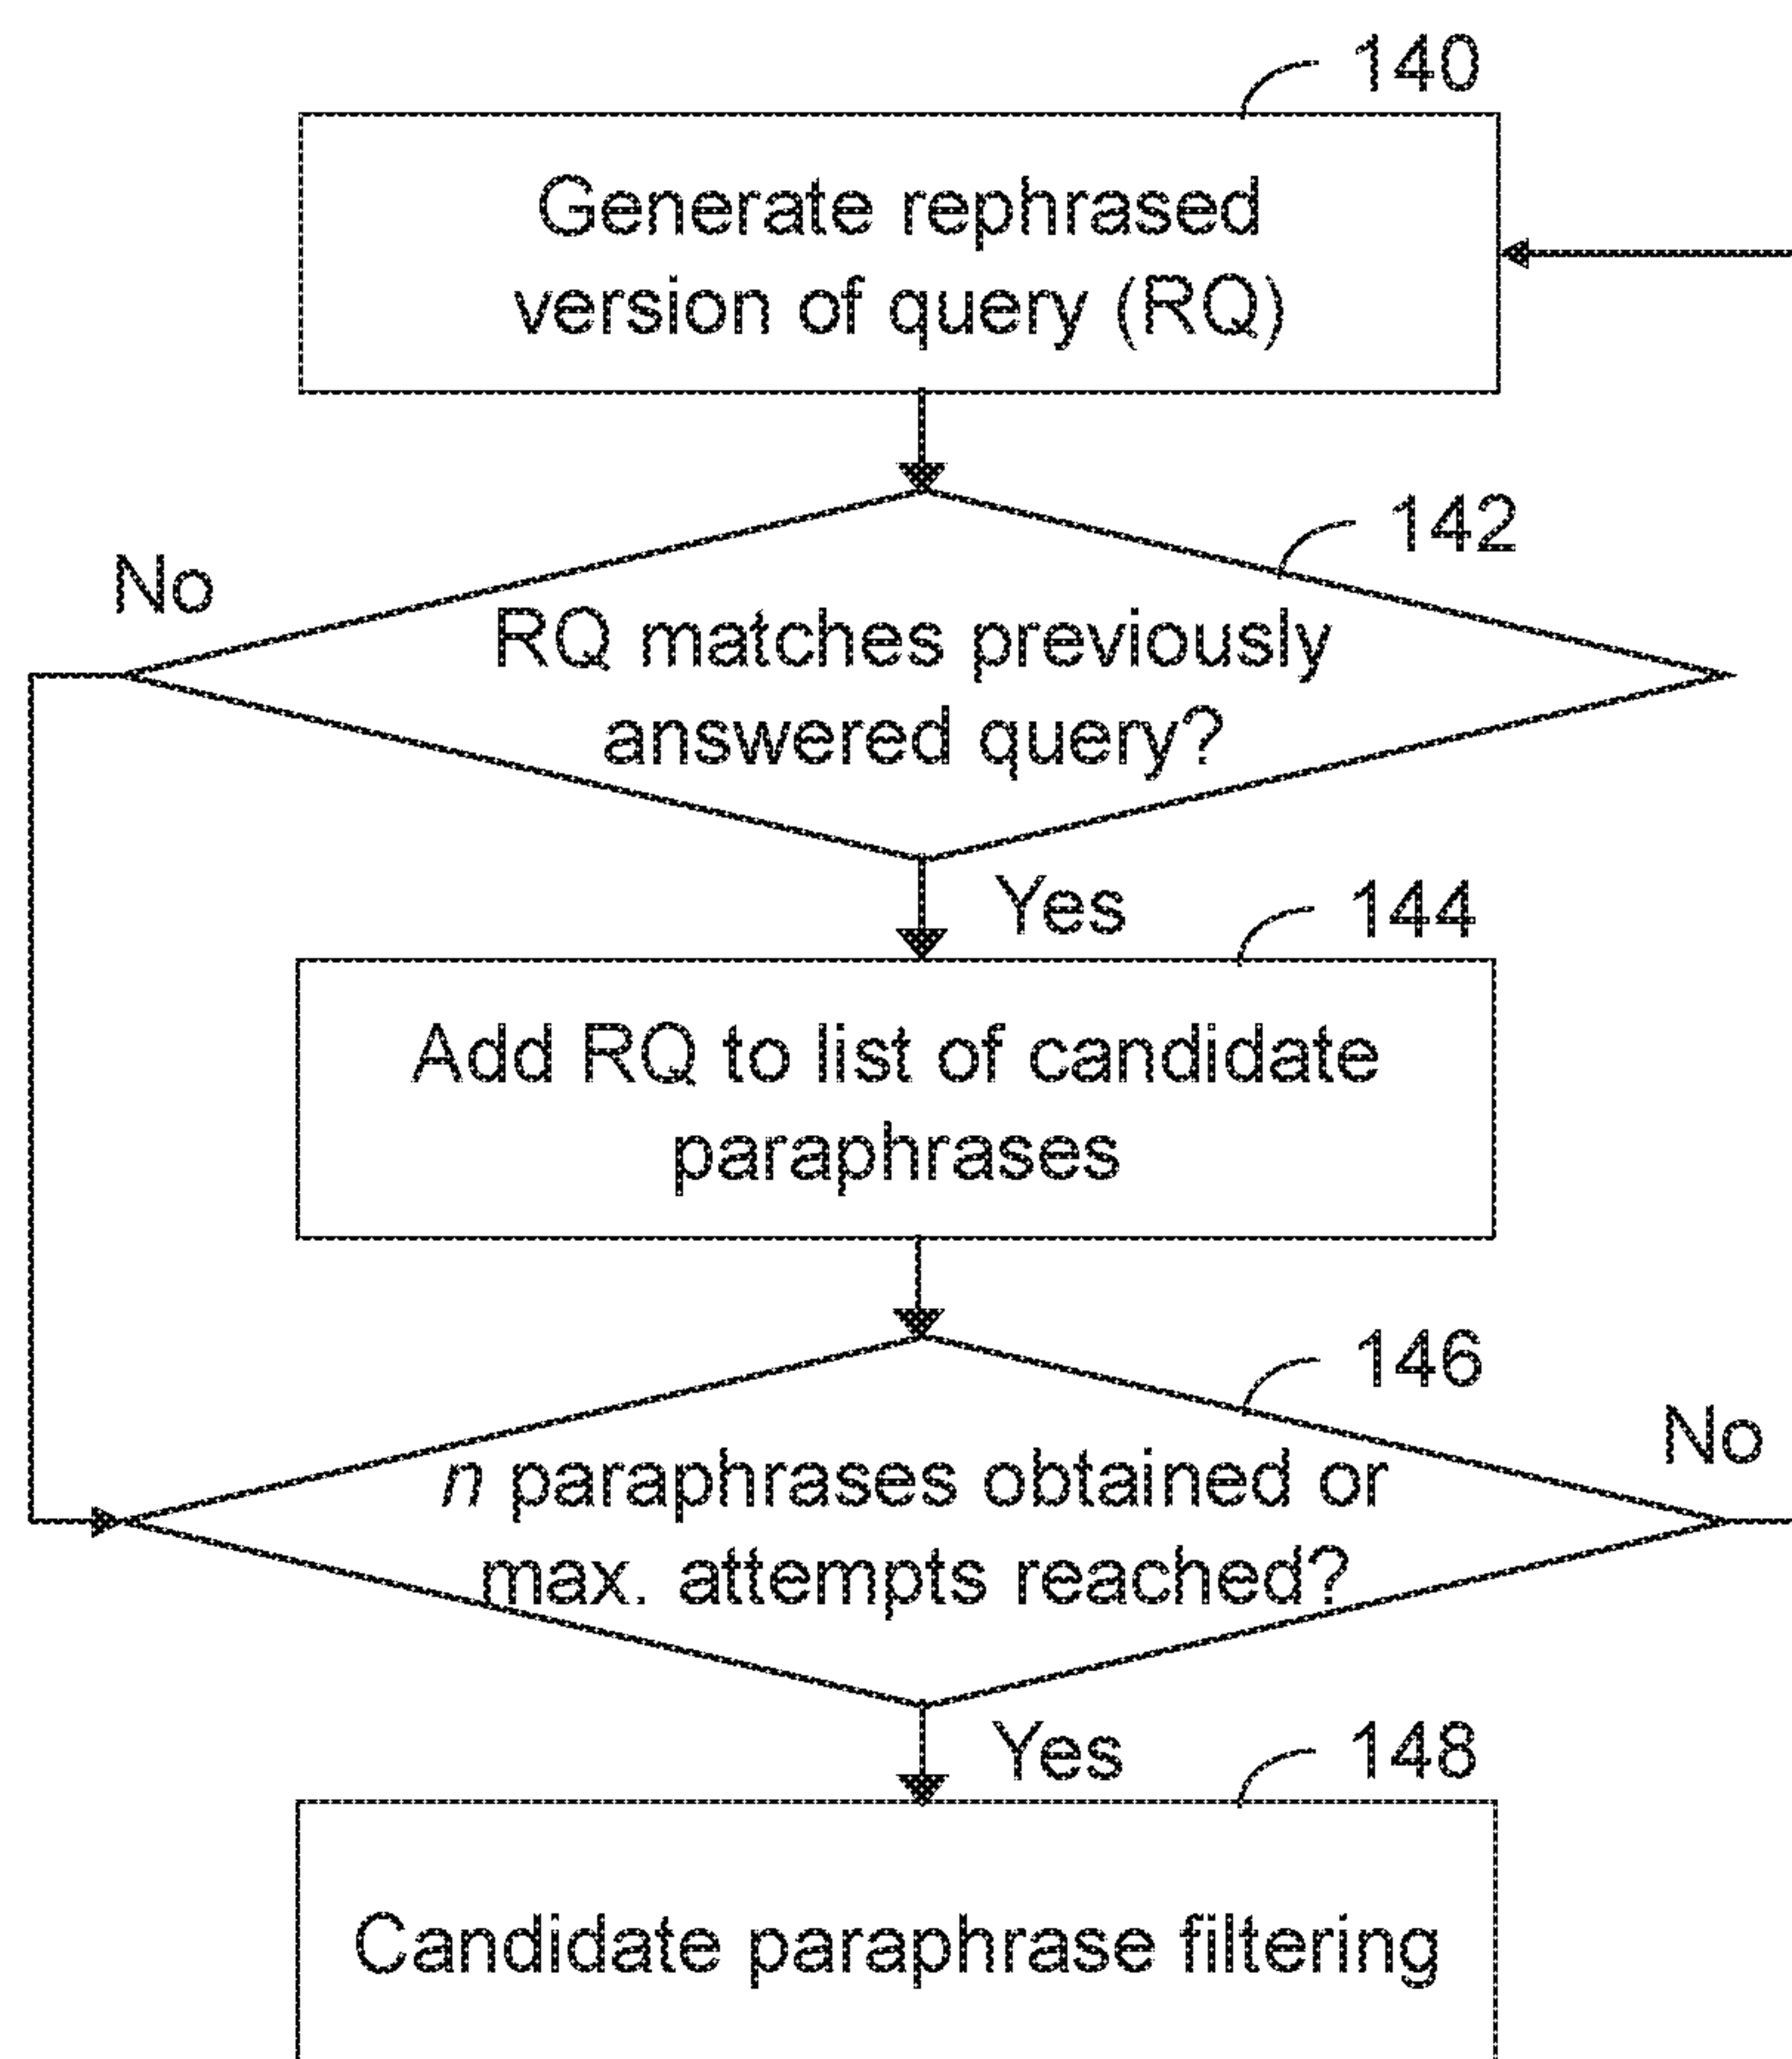 140
Generate rephrased
version of query (RQ)
142
No
RQ matches previously
answered query?
Yes
144
Add RQ to list of candidate
paraphrases
146
No
n paraphrases obtained or
max. attempts reached?
Yes
148
Candidate paraphrase filtering